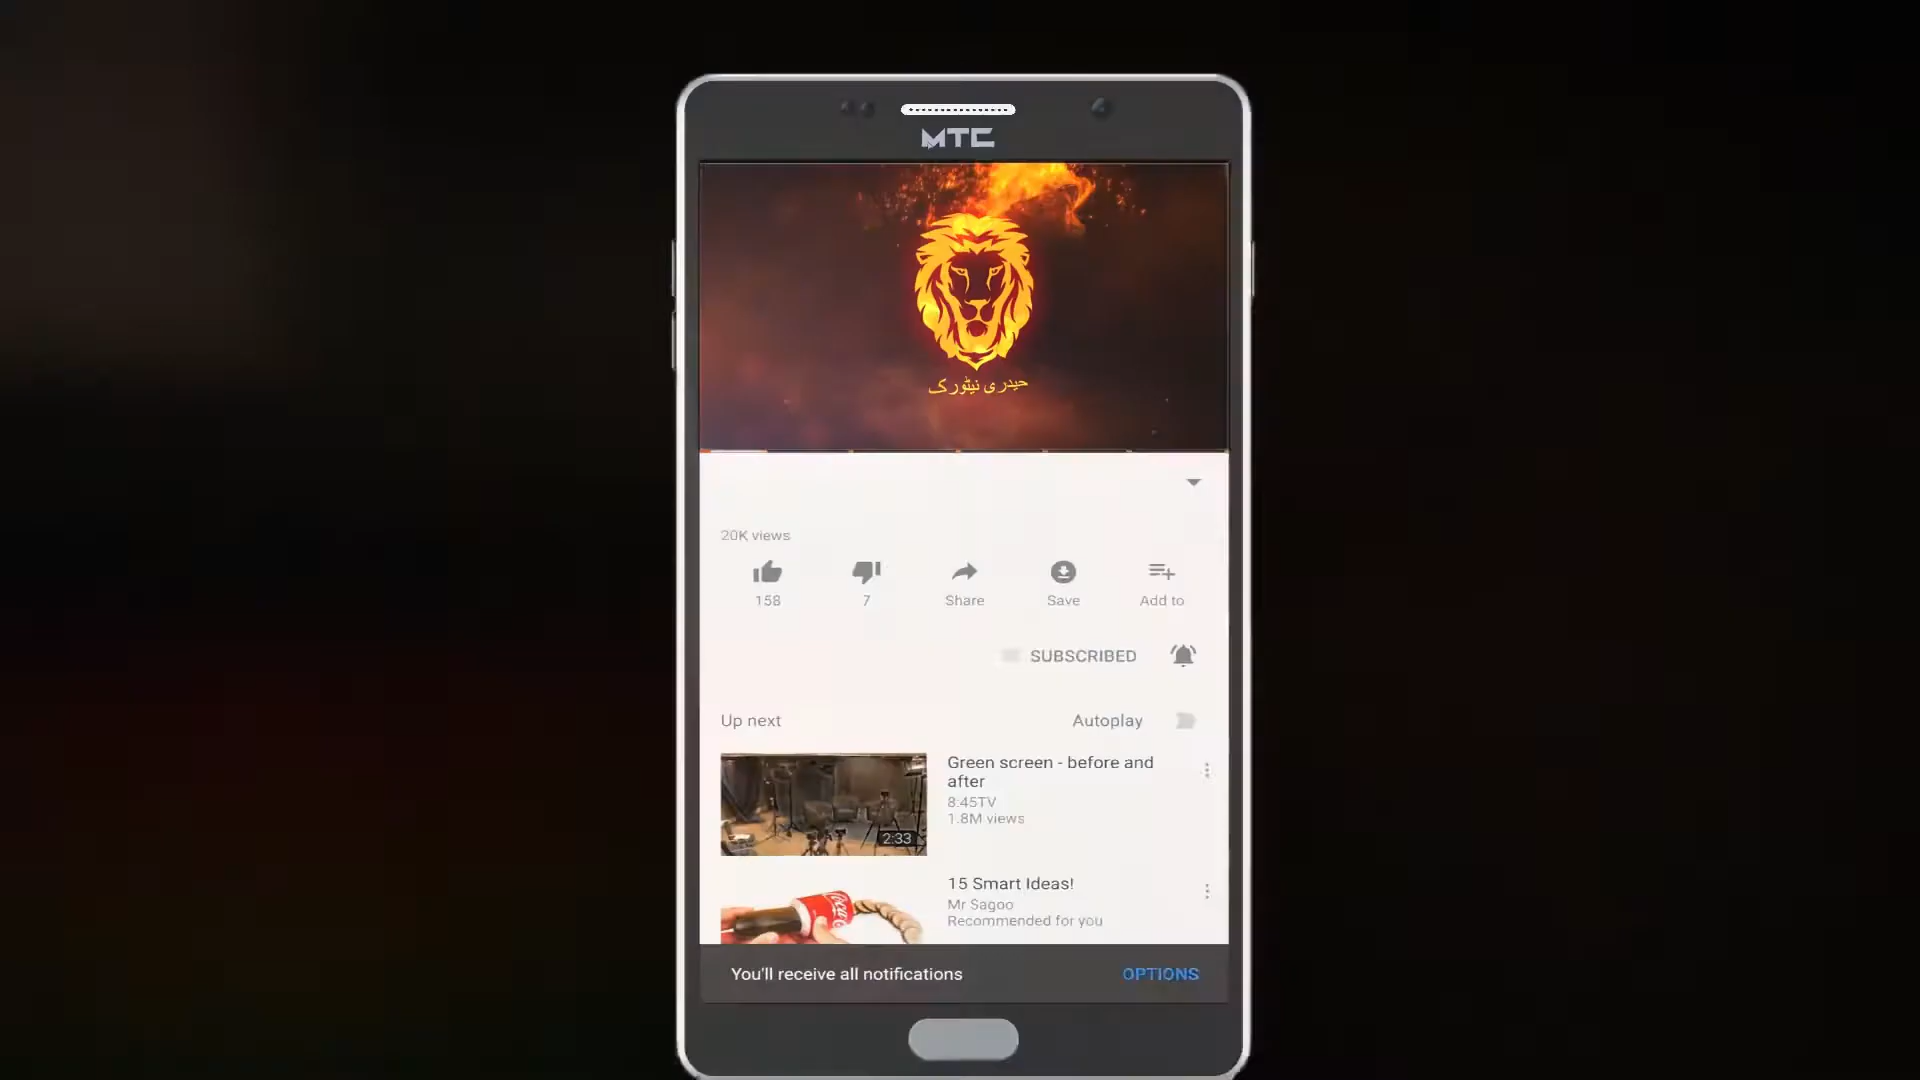 MTC
حیدری نیٹورک
20K views
158
7
Share
Save
Add to
SUBSCRIBED
Up next
Autoplay
Green screen - before and
after
8:45TV
1.8M views
2:33
15 Smart Ideas!
Mr Sagoo
Recommended for you
You'll receive all notifications
OPTIONS